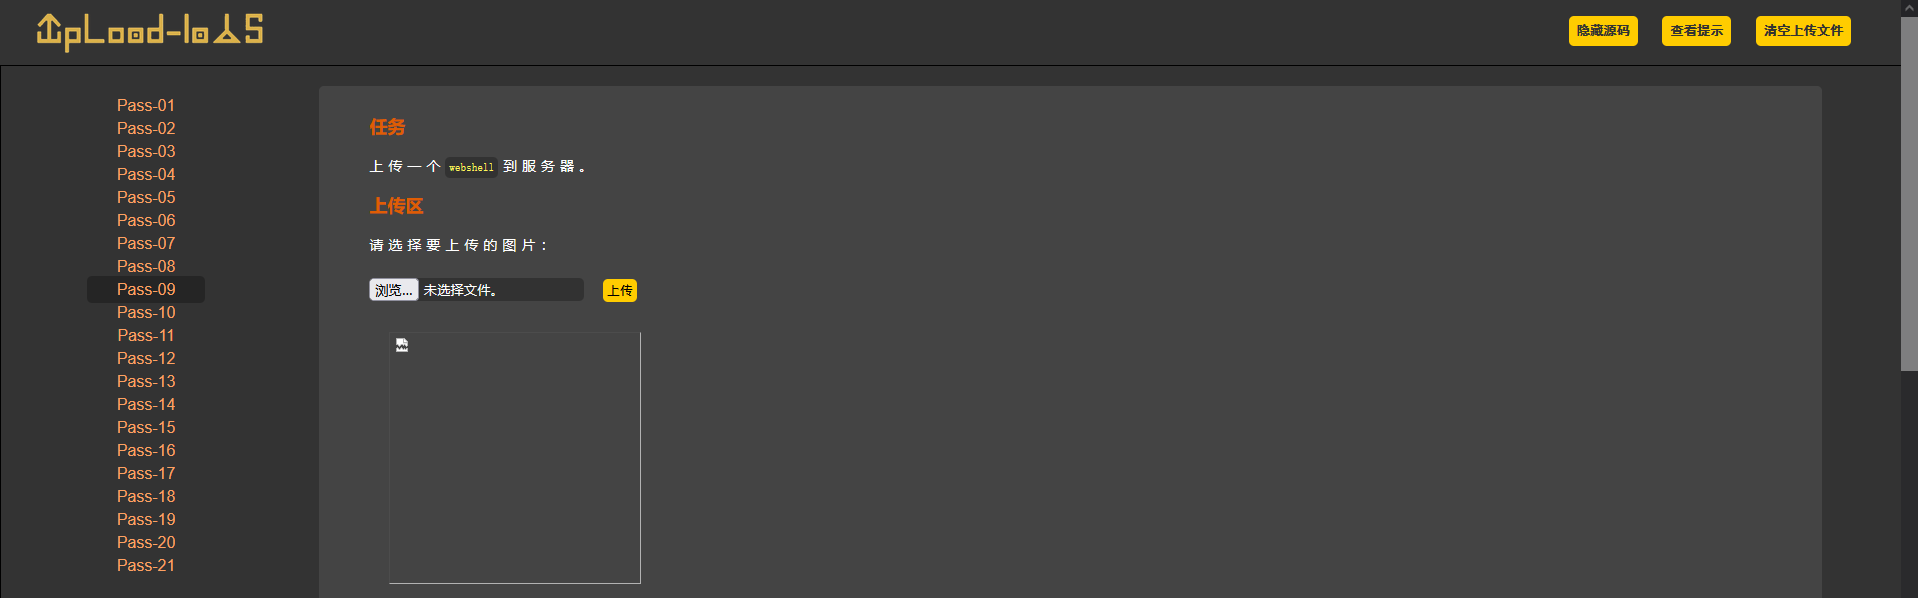 UpLoad-labs
隐藏源码 查看提示 清空上传文件
Pass-01
Pass-02
Pass-03
Pass-04
Pass-05
Pass-06
Pass-07
Pass-08
Pass-09
Pass-10
Pass-11
Pass-12
Pass-13
Pass-14
Pass-15
Pass-16
Pass-17
Pass-18
Pass-19
Pass-20
Pass-21
任务
上传一个 webshell 到服务器。
上传区
请选择要上传的图片：
浏览... 未选择文件。 上传